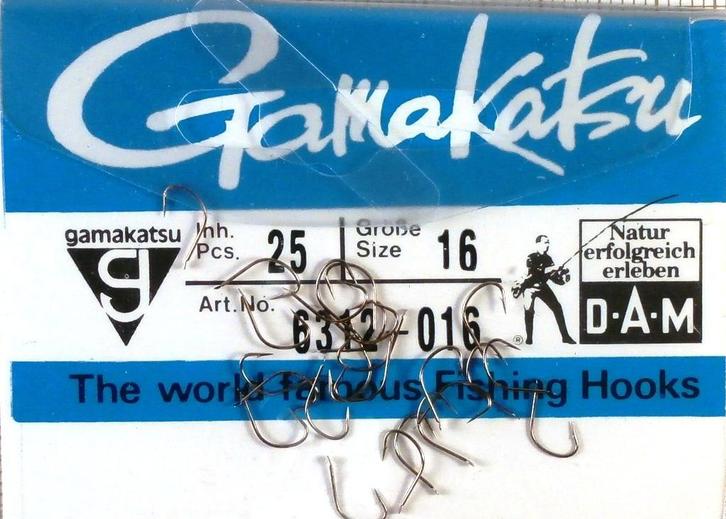 Gamakatsu
gamakatsu
g
Inh.
Pcs. 25
Größe
Size 16
Art.No. 6312-016
®
Natur
erfolgreich
erleben
D·A·M
The world famous Fishing Hooks